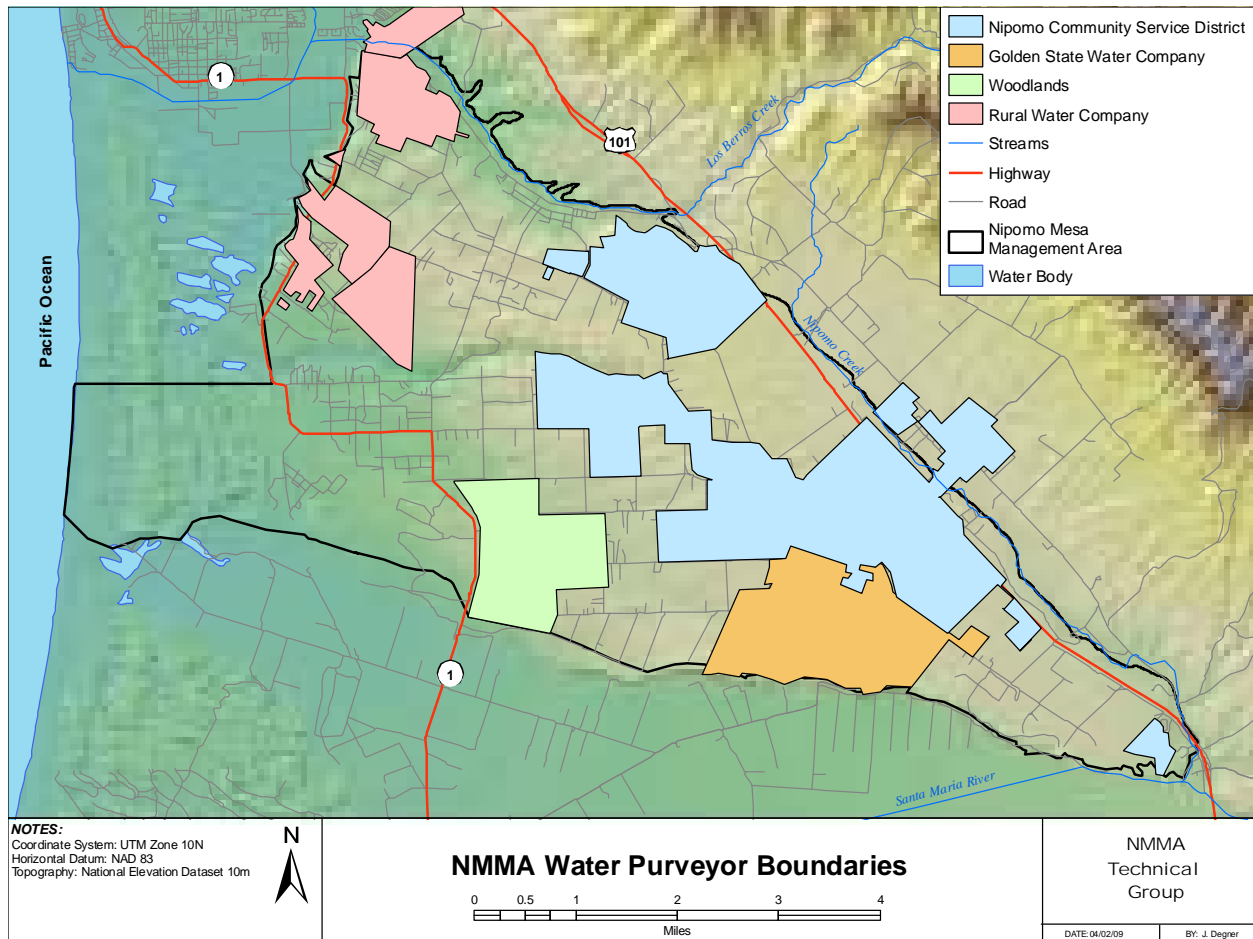 Nipomo Community Service District
Golden State Water Company
Woodlands
Rural Water Company
Streams
Highway
Road
Nipomo Mesa
Management Area
Water Body
1
101
Los Berros Creek
Pacific Ocean
Nipomo Creek
1
Santa Maria River
NOTES:
Coordinate System: UTM Zone 10N
Horizontal Datum: NAD 83
Topography: National Elevation Dataset 10m
N
NMMA Water Purveyor Boundaries
0 0.5 1 2 3 4
Miles
NMMA
Technical
Group
DATE: 04/02/09 BY: J. Degner